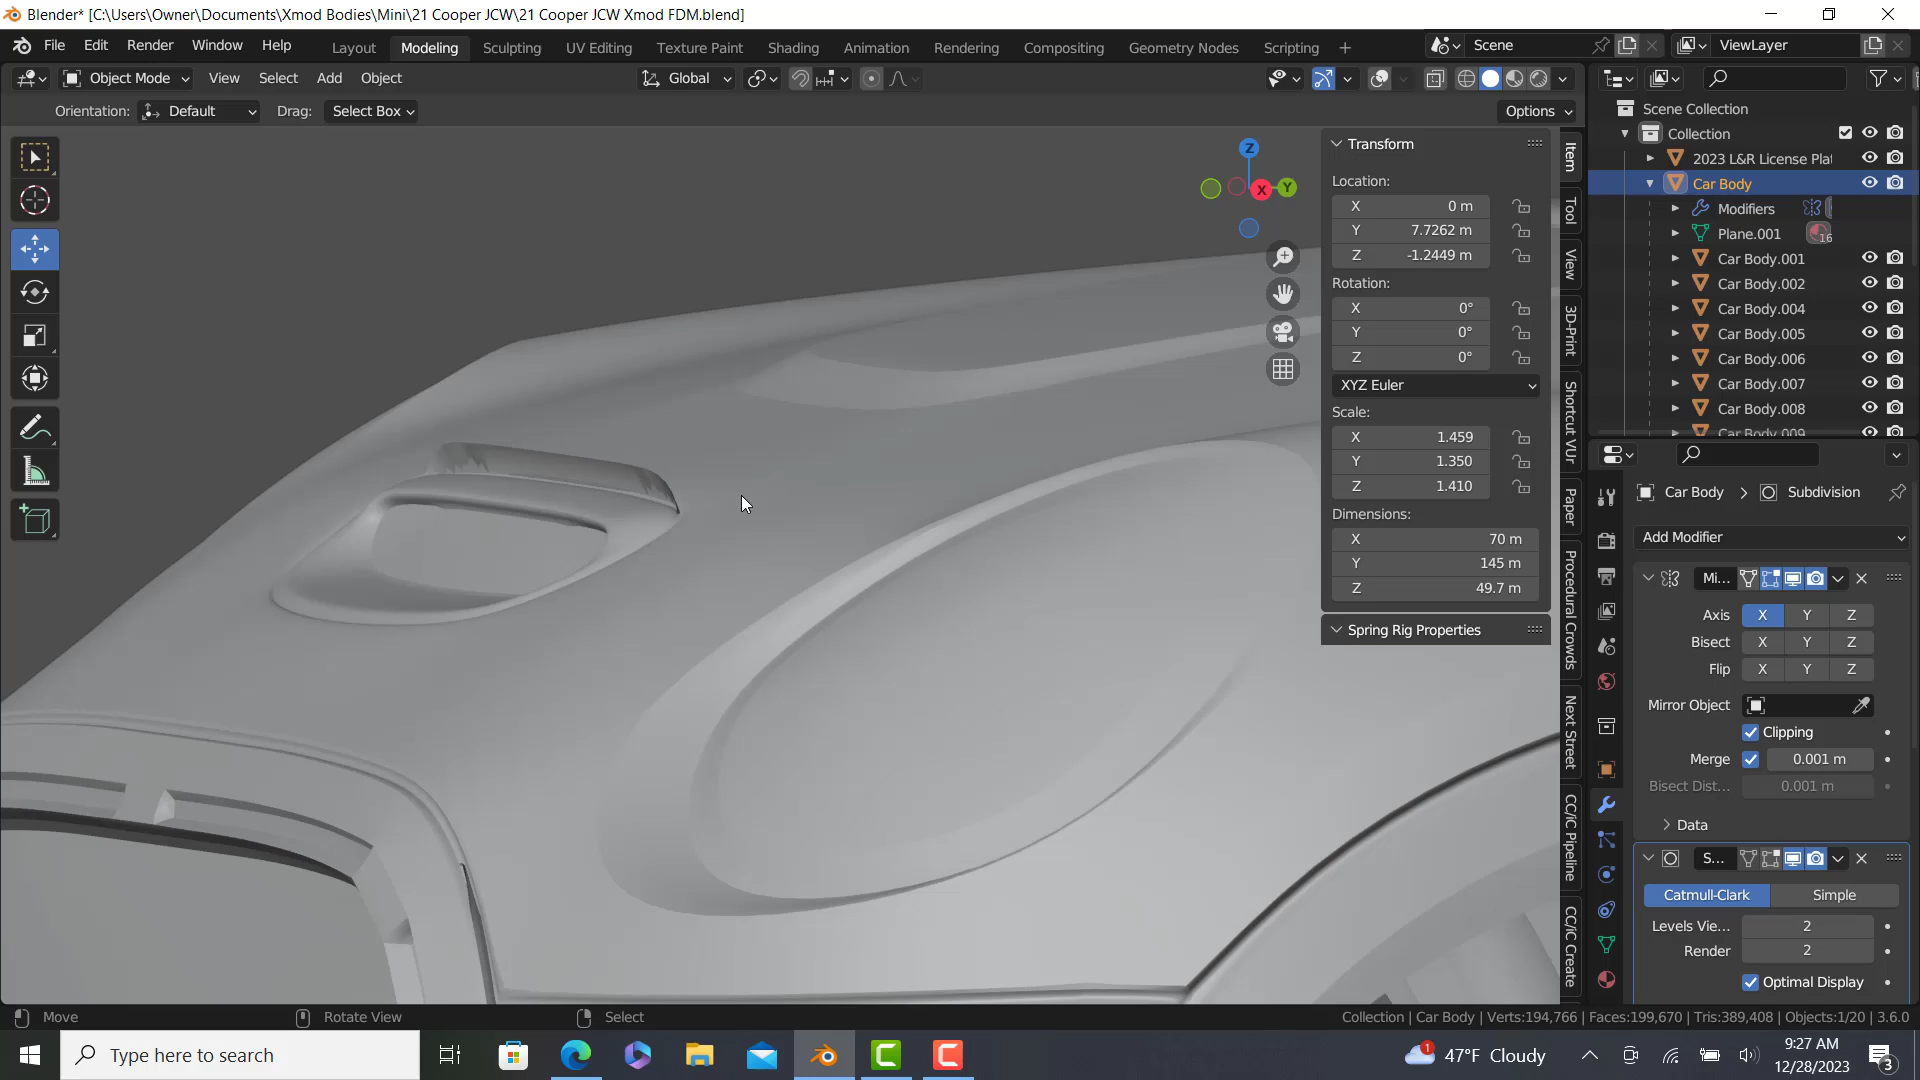 Blender* [C:\Users\Owner\Documents\Xmod Bodies\Mini\21 Cooper JCW\21 Cooper JCW Xmod FDM.blend]
File Edit Render Window Help Layout Modeling Sculpting UV Editing Texture Paint Shading Animation Rendering Compositing Geometry Nodes Scripting + Scene ViewLayer
Object Mode View Select Add Object Global
Orientation: Default Drag: Select Box Options
Z
X
Y
Transform
Location:
X 0 m
Y 7.7262 m
Z -1.2449 m
Rotation:
X 0°
Y 0°
Z 0°
XYZ Euler
Scale:
X 1.459
Y 1.350
Z 1.410
Dimensions:
X 70 m
Y 145 m
Z 49.7 m
Spring Rig Properties
Item
Tool
View
3D-Print
Shortcut VUr
Paper
Procedural Crowds
Next Street
CC/iC Pipeline
CC/iC Create
Scene Collection
Collection
2023 L&R License Plat
Car Body
Modifiers
Plane.001 16
Car Body.001
Car Body.002
Car Body.004
Car Body.005
Car Body.006
Car Body.007
Car Body.008
Car Body.009
Car Body > Subdivision
Add Modifier
Mi...
Axis X Y Z
Bisect X Y Z
Flip X Y Z
Mirror Object
Clipping
Merge 0.001 m
Bisect Dist... 0.001 m
Data
S...
Catmull-Clark Simple
Levels Vie... 2
Render 2
Optimal Display
Move Rotate View Select Collection | Car Body | Verts:194,766 | Faces:199,670 | Tris:389,408 | Objects:1/20 | 3.6.0
Type here to search
1 47°F Cloudy
9:27 AM
12/28/2023
3